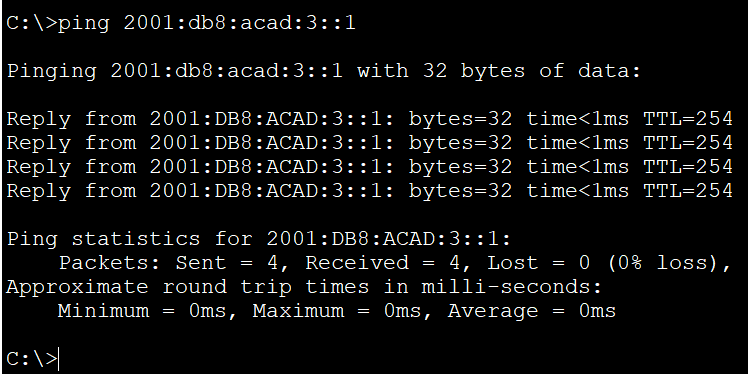 C:\>ping 2001:db8:acad:3::1
Pinging 2001:db8:acad:3::1 with 32 bytes of data:
Reply from 2001:DB8:ACAD:3::1: bytes=32 time<1ms TTL=254
Reply from 2001:DB8:ACAD:3::1: bytes=32 time<1ms TTL=254
Reply from 2001:DB8:ACAD:3::1: bytes=32 time<1ms TTL=254
Reply from 2001:DB8:ACAD:3::1: bytes=32 time<1ms TTL=254
Ping statistics for 2001:DB8:ACAD:3::1:
    Packets: Sent = 4, Received = 4, Lost = 0 (0% loss),
Approximate round trip times in milli-seconds:
    Minimum = 0ms, Maximum = 0ms, Average = 0ms
C:\>